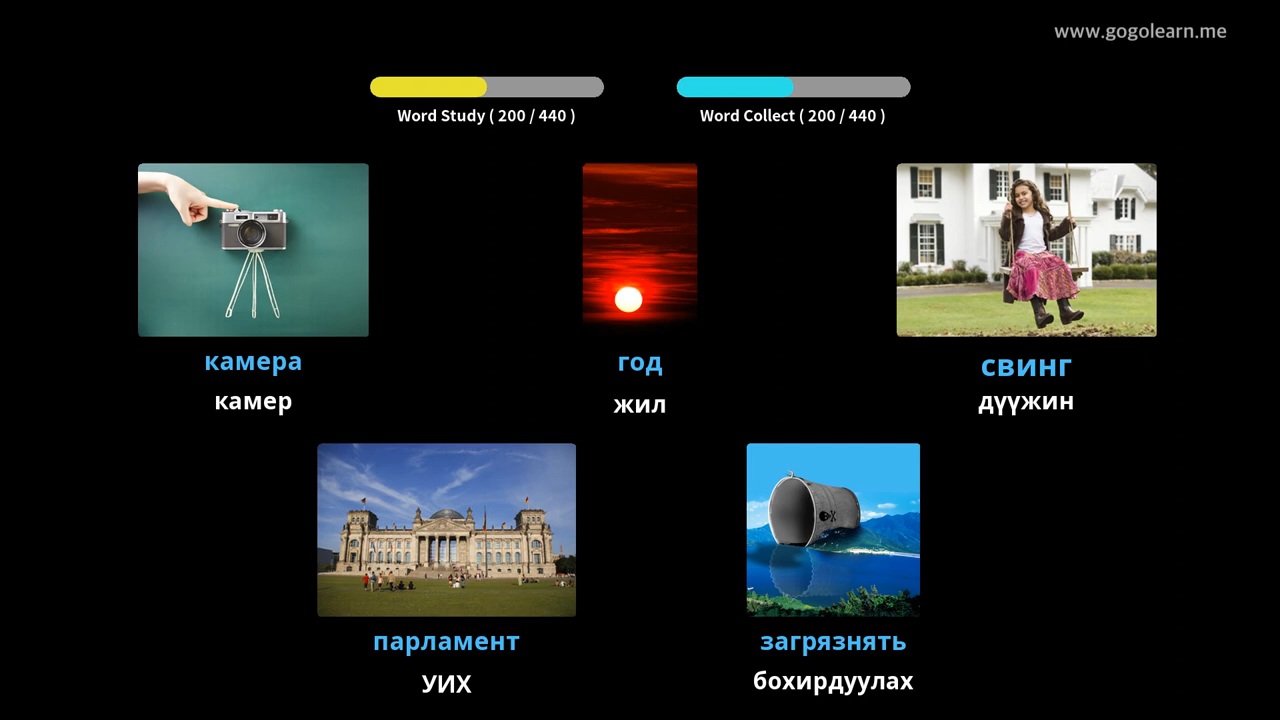 www.gogolearn.me
Word Study ( 200 / 440 )
Word Collect ( 200 / 440 )
камера
год
свинг
камер
жил
дүүжин
парламент
загрязнять
УИХ
бохирдуулах